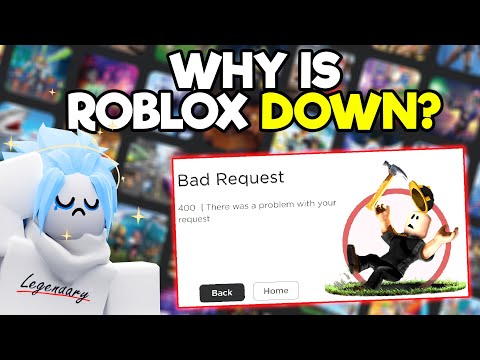 WHY IS
ROBLOX DOWN?
Bad Request
400 | There was a problem with your
request
Back
Home
Legendary